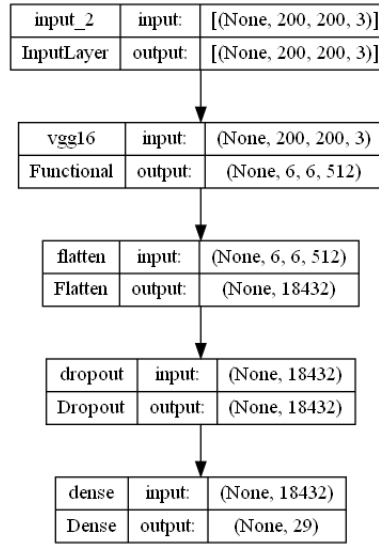 input_2 input: [(None, 200, 200, 3)]
InputLayer output: [(None, 200, 200, 3)]
vgg16 input: (None, 200, 200, 3)
Functional output: (None, 6, 6, 512)
flatten input: (None, 6, 6, 512)
Flatten output: (None, 18432)
dropout input: (None, 18432)
Dropout output: (None, 18432)
dense input: (None, 18432)
Dense output: (None, 29)